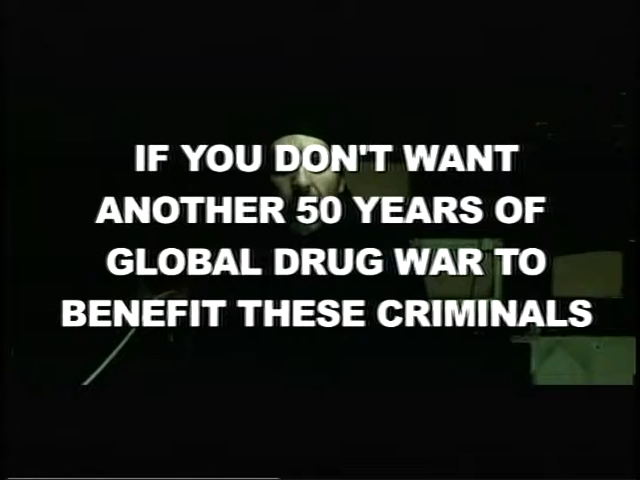 IF YOU DON'T WANT
ANOTHER 50 YEARS OF
GLOBAL DRUG WAR TO
BENEFIT THESE CRIMINALS